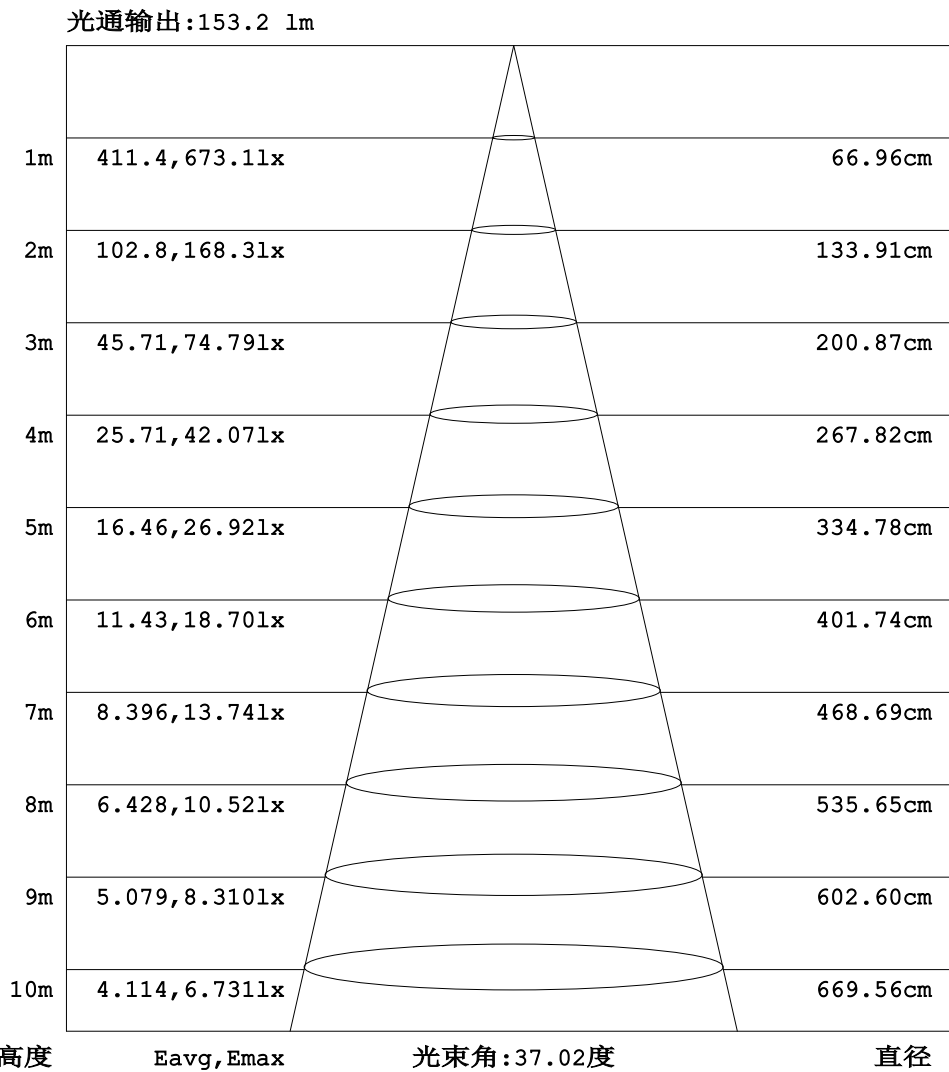 光通输出:153.2 lm
1m 411.4,673.1lx 66.96cm
2m 102.8,168.3lx 133.91cm
3m 45.71,74.79lx 200.87cm
4m 25.71,42.07lx 267.82cm
5m 16.46,26.92lx 334.78cm
6m 11.43,18.70lx 401.74cm
7m 8.396,13.74lx 468.69cm
8m 6.428,10.52lx 535.65cm
9m 5.079,8.310lx 602.60cm
10m 4.114,6.731lx 669.56cm
高度 Eavg,Emax 光束角:37.02度 直径